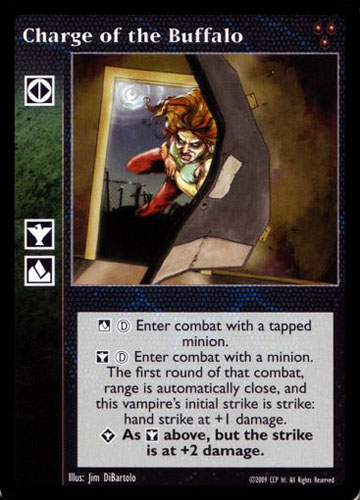 Charge of the Buffalo
D Enter combat with a tapped
minion.
D Enter combat with a minion.
The first round of that combat,
range is automatically close, and
this vampire's initial strike is strike:
hand strike at +1 damage.
As above, but the strike
is at +2 damage.
Illus: Jim DiBartolo
©2009 CCP hf. All Rights Reserved